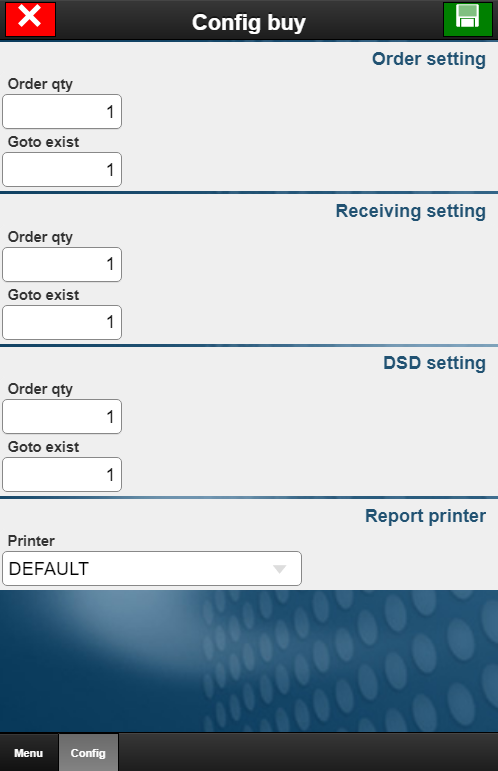 Config buy
Order setting
Order qty
1
Goto exist
1
Receiving setting
Order qty
1
Goto exist
1
DSD setting
Order qty
1
Goto exist
1
Report printer
Printer
DEFAULT
Menu Config